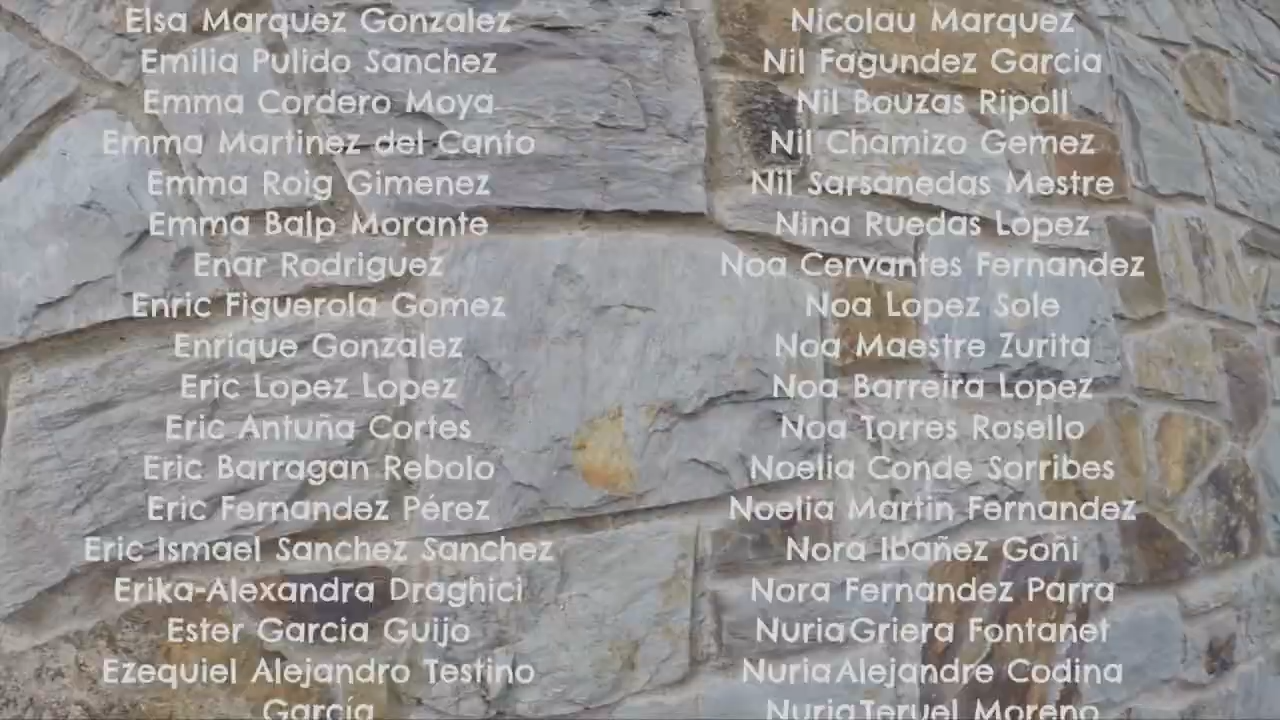 Elsa Marquez Gonzalez
Emilia Pulido Sanchez
Emma Cordero Moya
Emma Martinez del Canto
Emma Roig Gimenez
Emma Balp Morante
Enar Rodriguez
Enric Figuerola Gomez
Enrique Gonzalez
Eric Lopez Lopez
Eric Antuña Cortes
Eric Barragan Rebolo
Eric Fernandez Pérez
Eric Ismael Sanchez Sanchez
Erika-Alexandra Draghici
Ester Garcia Guijo
Ezequiel Alejandro Testino
García
Nicolau Marquez
Nil Fagundez Garcia
Nil Bouzas Ripoll
Nil Chamizo Gemez
Nil Sarsanedas Mestre
Nina Ruedas Lopez
Noa Cervantes Fernandez
Noa Lopez Sole
Noa Maestre Zurita
Noa Barreira Lopez
Noa Torres Rosello
Noelia Conde Sorribes
Noelia Martin Fernandez
Nora Ibañez Goñi
Nora Fernandez Parra
Nuria Griera Fontanet
Nuria Alejandre Codina
Nuria Teruel Moreno